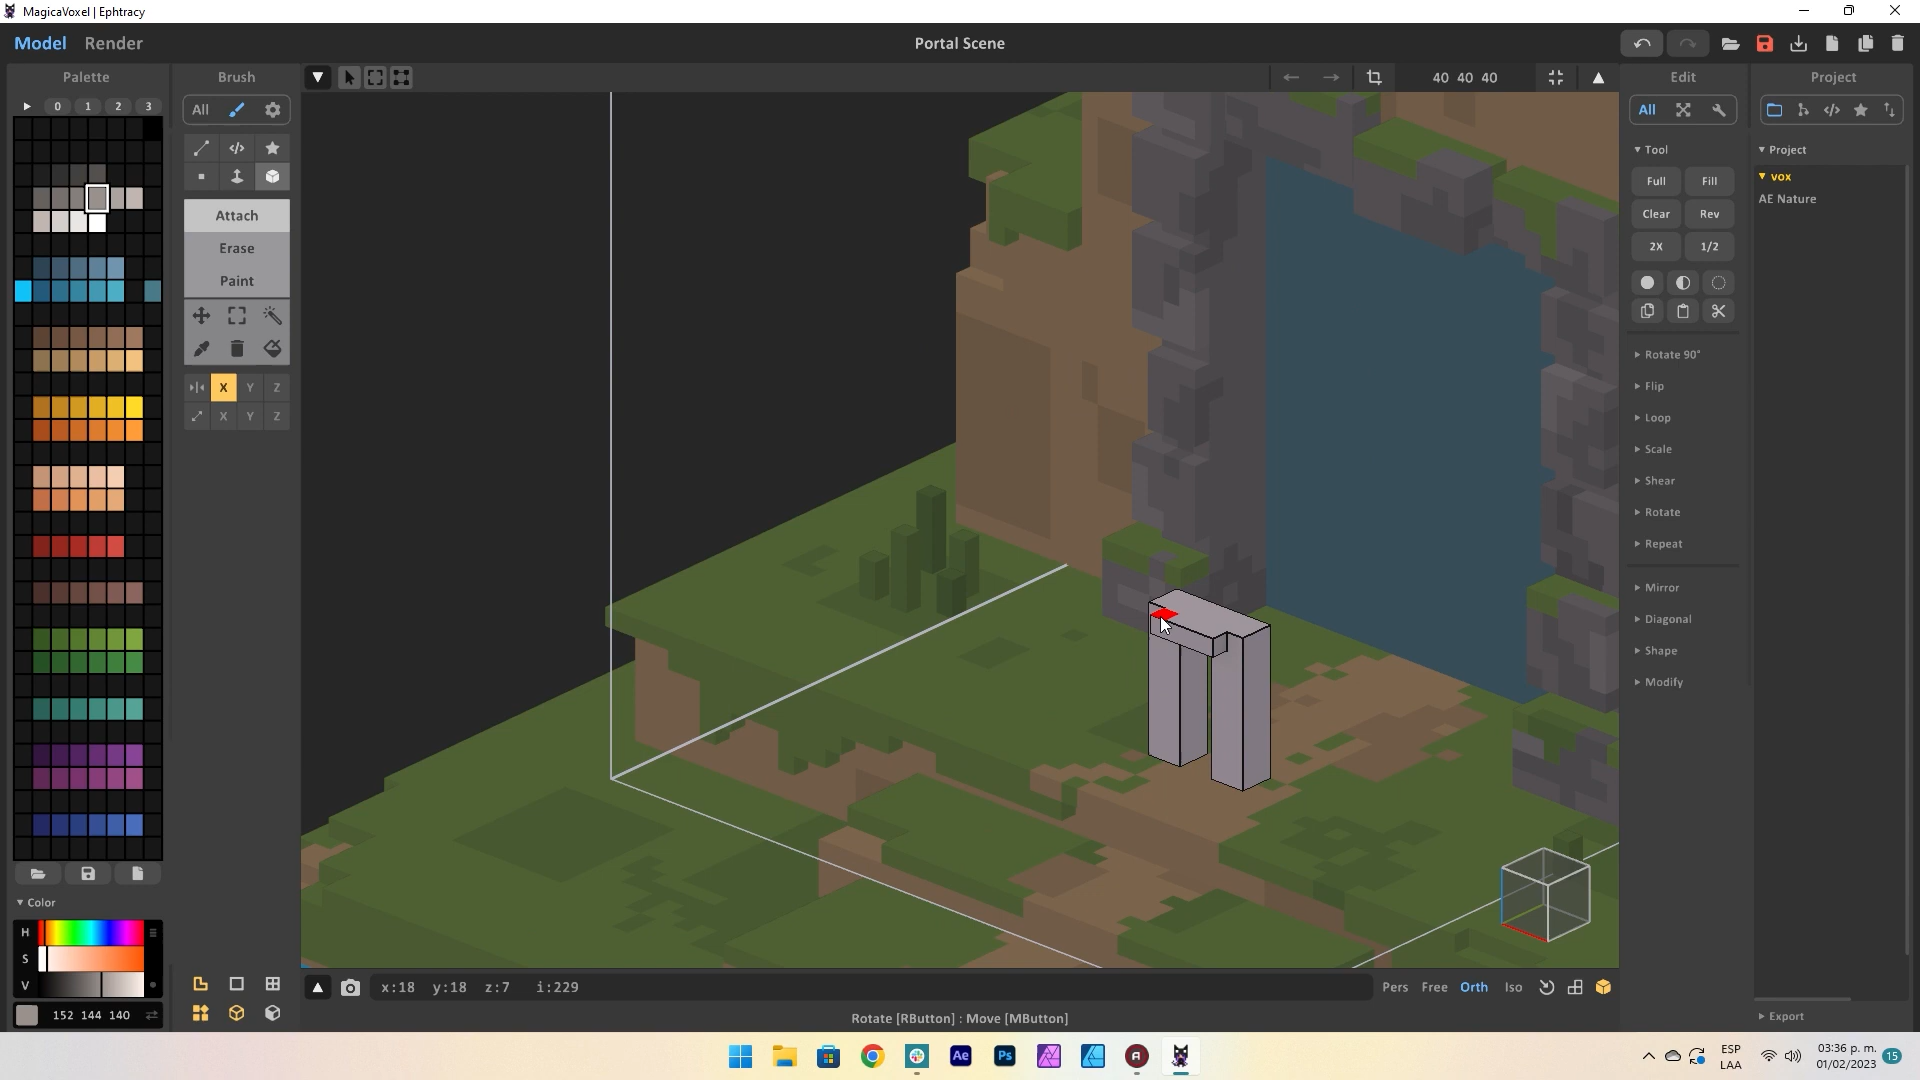 MagicaVoxel | Ephtracy
Model Render
Portal Scene
Palette
Brush
40 40 40
Edit
Project
0 1 2 3
All
All
Tool
Project
Full Fill
vox
AE Nature
Clear Rev
Attach
2X 1/2
Erase
Paint
Rotate 90°
Flip
X Y Z
X Y Z
Loop
Scale
Shear
Rotate
Repeat
Mirror
Diagonal
Shape
Modify
Color
H
S
V
152 144 140
x:18 y:18 z:7 i:229
Pers Free Orth Iso
Export
Rotate [RButton] : Move [MButton]
Ae
Ps
A
ESP
LAA
03:36 p. m.
01/02/2023
15